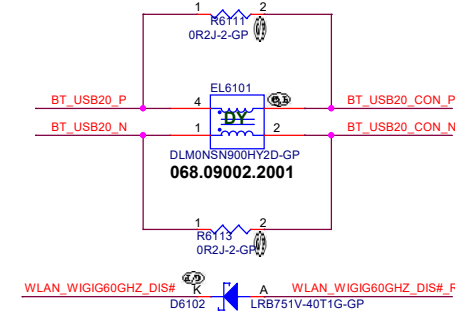 1 2
R6111
0R2J-2-GP
EL6101
BT_USB20_P 4 BT_USB20_CON_P
DY
BT_USB20_N 1 2 BT_USB20_CON_N
DLM0NSN900HY2D-GP
068.09002.2001
1 2
R6113
0R2J-2-GP
WLAN_WIGIG60GHZ_DIS# K A WLAN_WIGIG60GHZ_DIS#_R
D6102 LRB751V-40T1G-GP